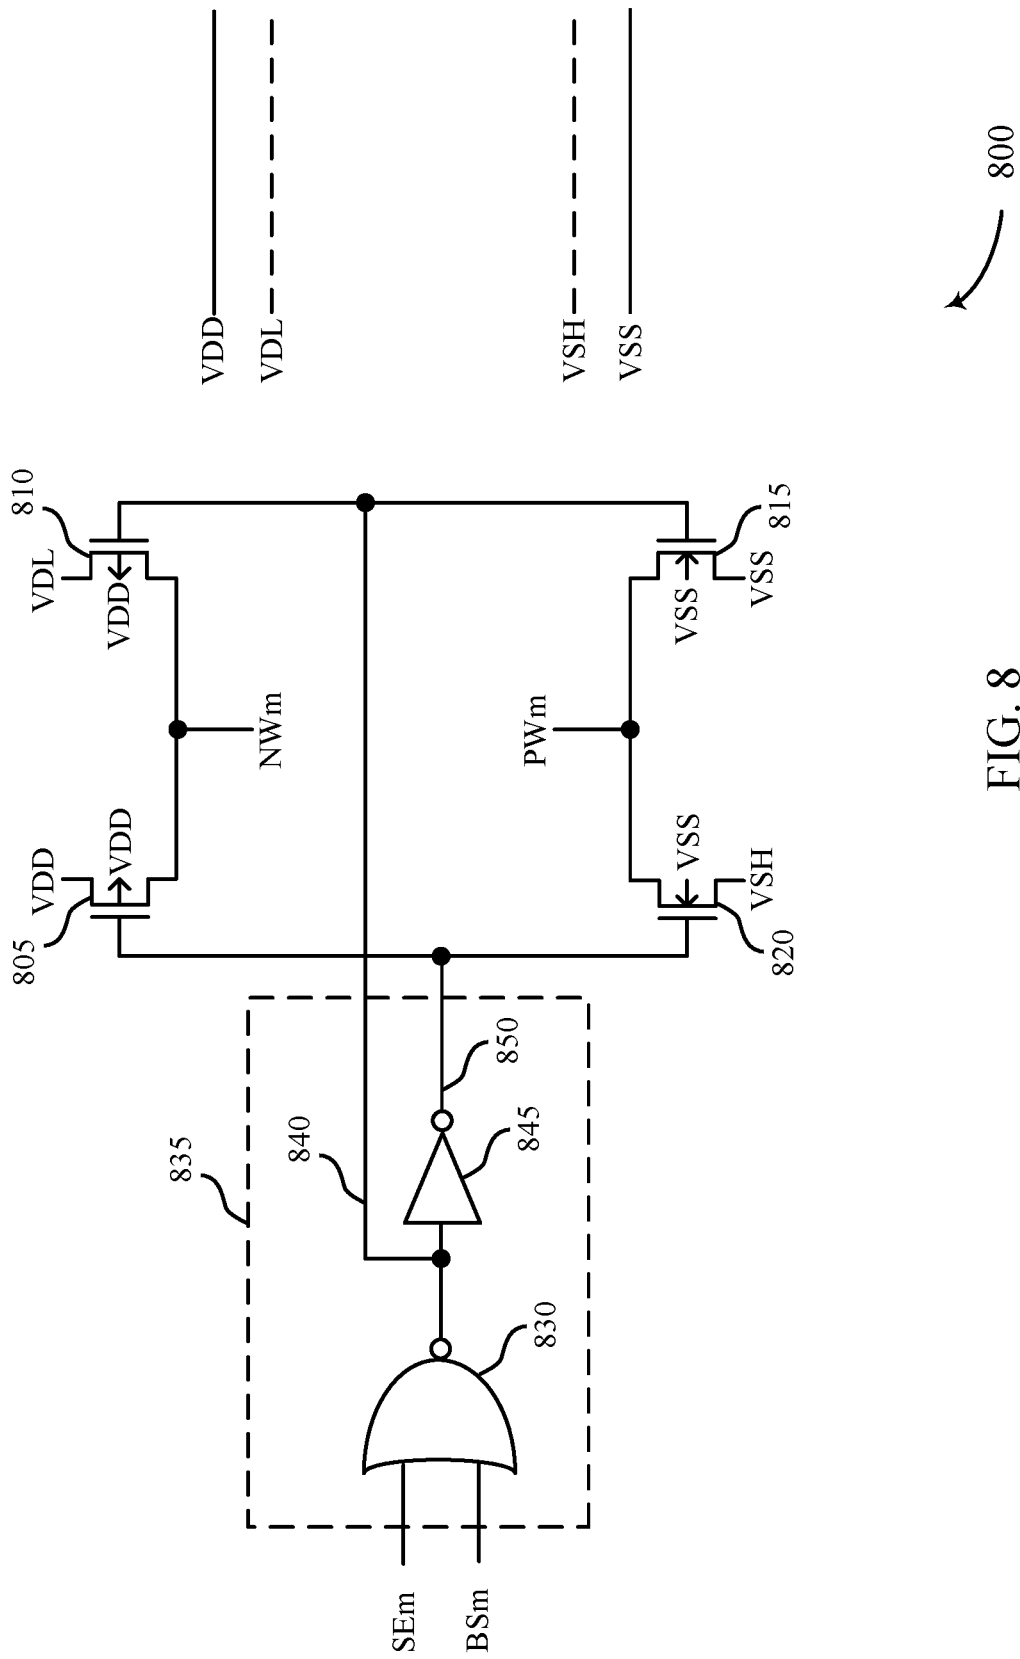 810
VDL
VDD
805
VDD
VDD
NWm
PWm
815
VSS
VSS
820
VSH
VSS
VDD
VDL
VSH
VSS
835
840
850
845
830
SEm
BSm
800
FIG. 8